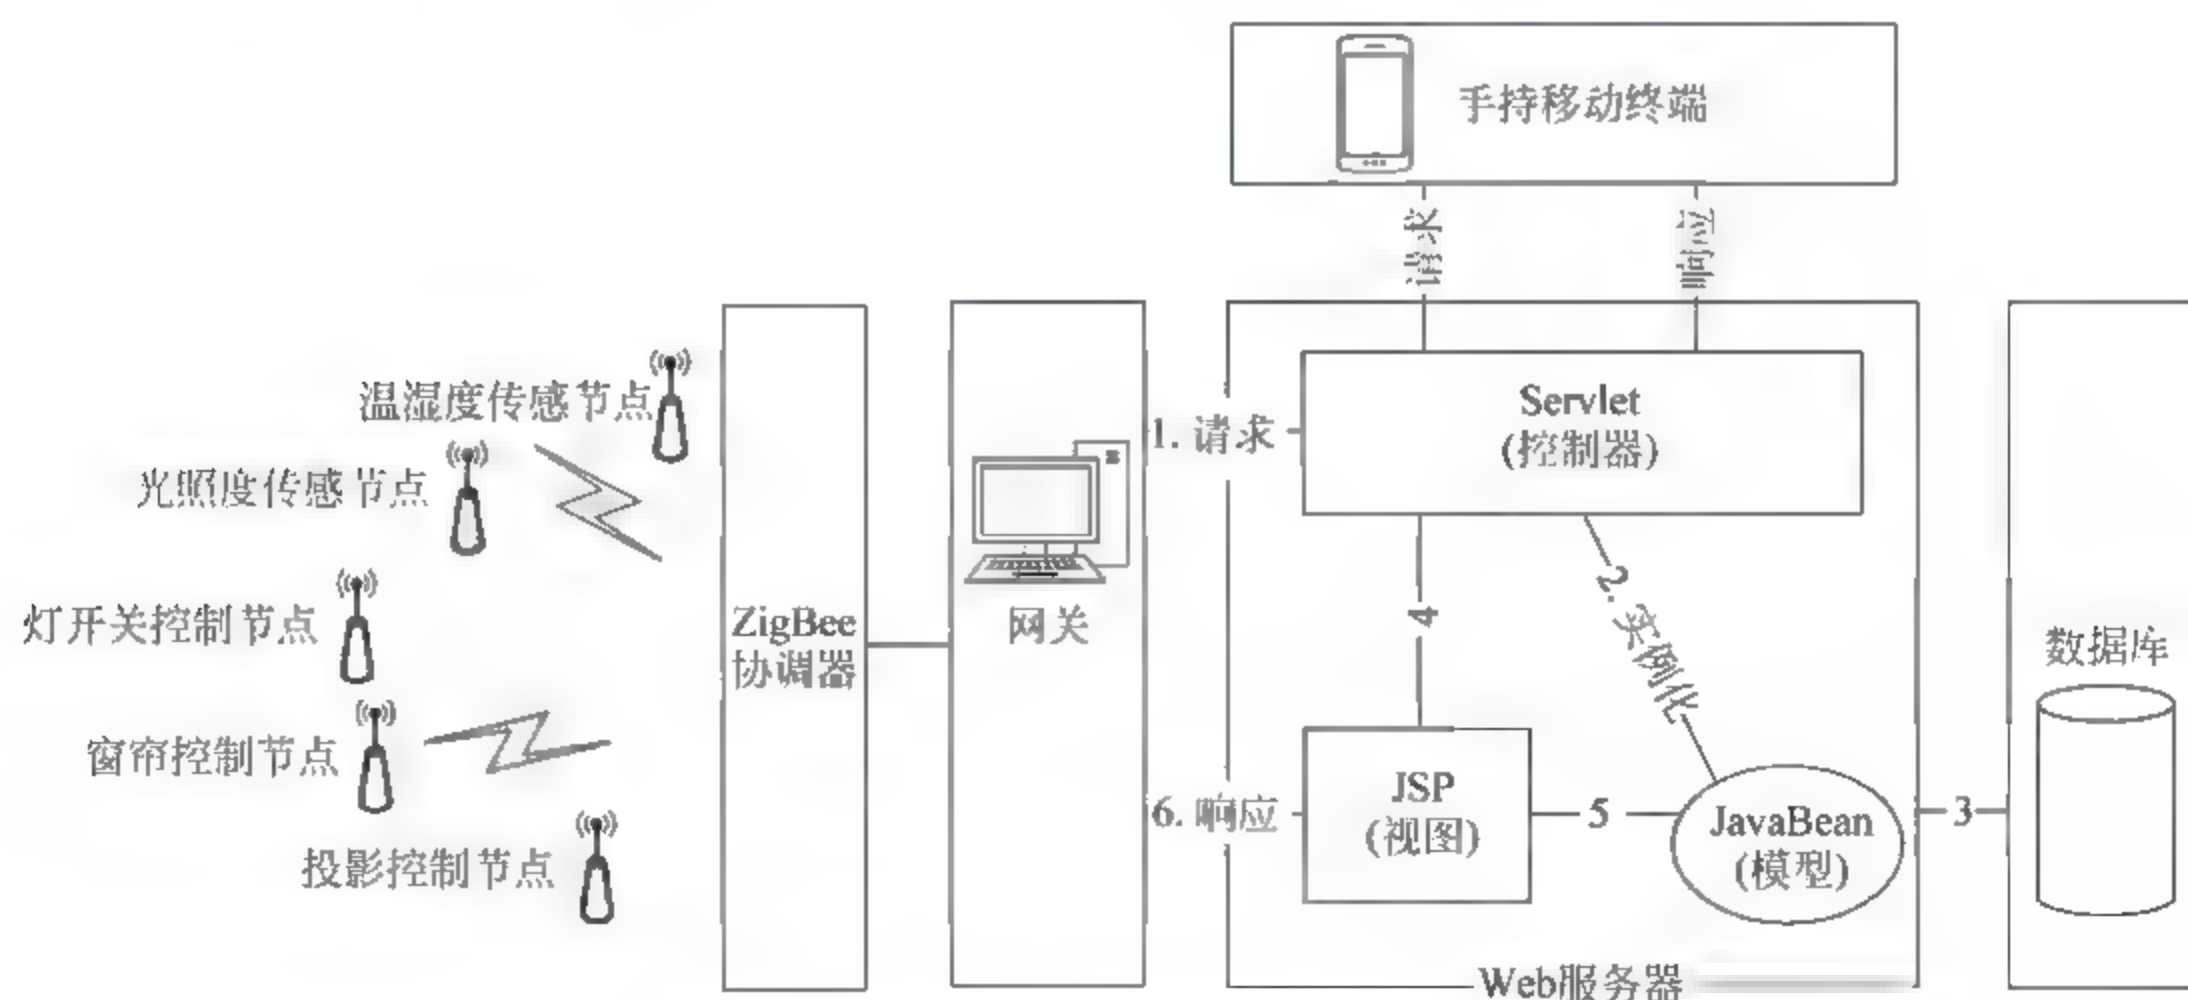 手持移动终端
请求
响应
温湿度传感节点
光照度传感节点
灯开关控制节点
窗帘控制节点
投影控制节点
ZigBee
协调器
网关
1. 请求
Servlet
(控制器)
4
2. 实例化
6. 响应
JSP
(视图)
5
JavaBean
(模型)
3
数据库
Web服务器